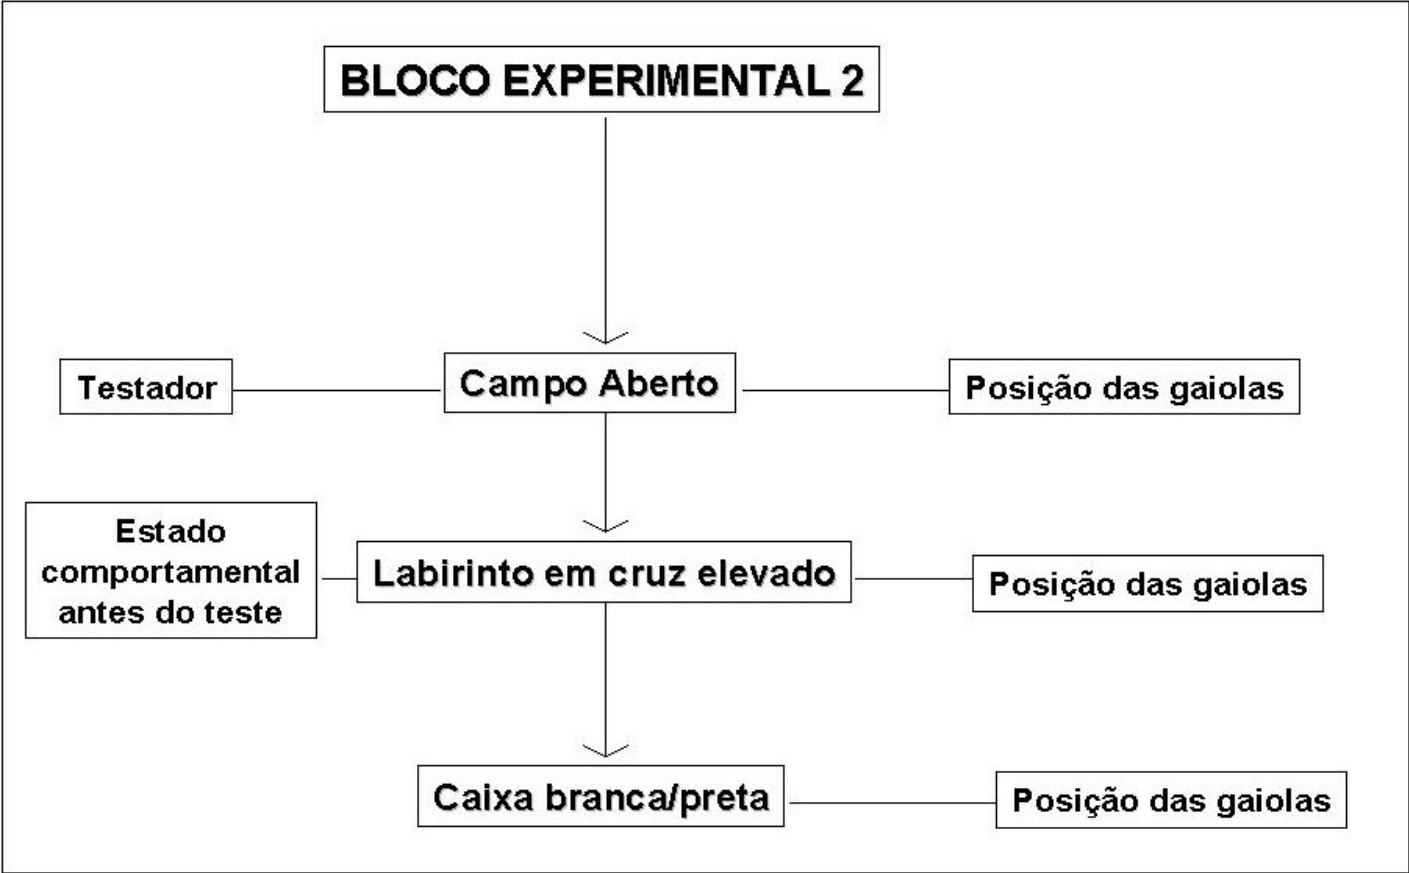 BLOCO EXPERIMENTAL 2
Testador
Campo Aberto
Posição das gaiolas
Estado
comportamental
antes do teste
Labirinto em cruz elevado
Posição das gaiolas
Caixa branca/preta
Posição das gaiolas